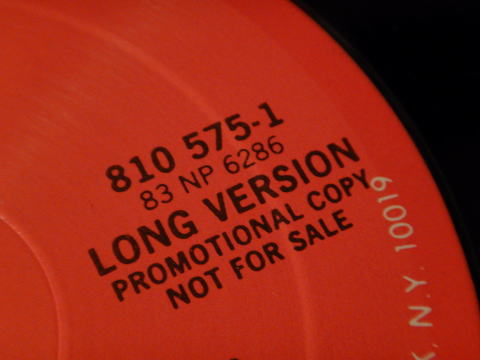 810 575-1
83 NP 6286
LONG VERSION
PROMOTIONAL COPY
NOT FOR SALE
N.Y. 10019